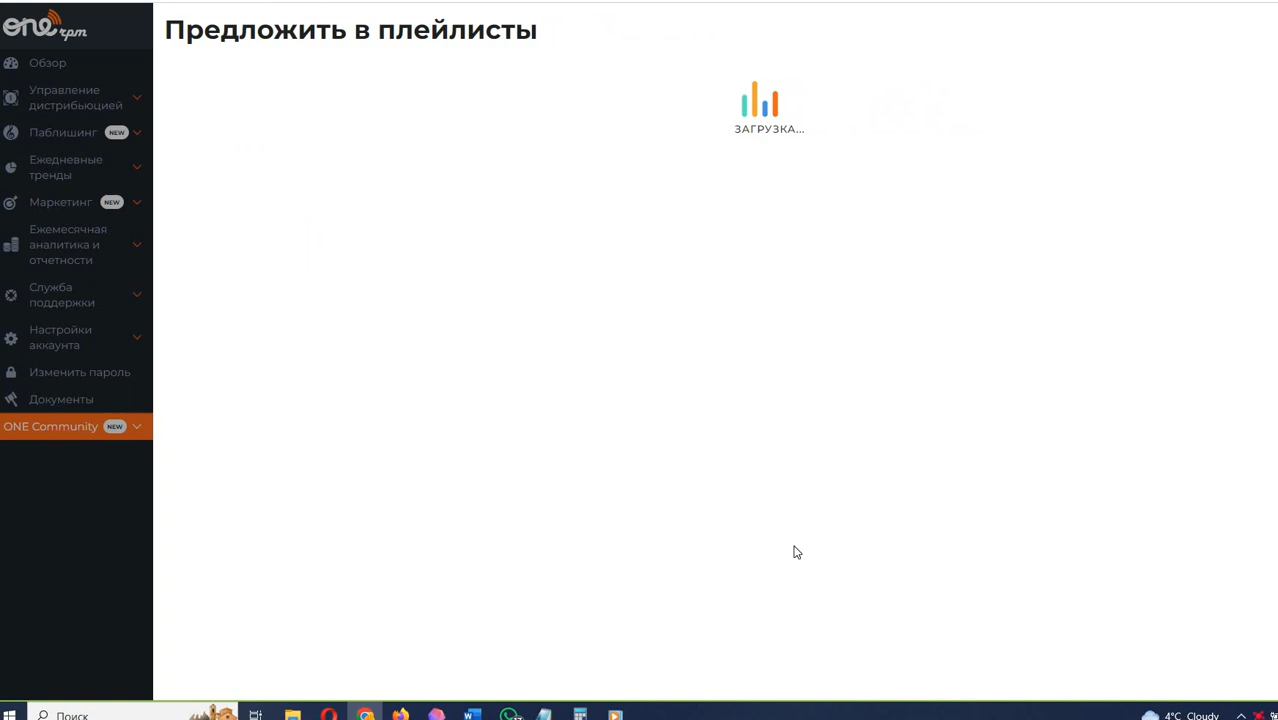 Предложить в плейлисты
one rpm
Обзор
Управление
дистрибьюцией
Паблишинг NEW
Ежедневные
тренды
Маркетинг NEW
Ежемесячная
аналитика и
отчетности
Служба
поддержки
Настройки
аккаунта
Изменить пароль
Документы
ONE Community NEW
ЗАГРУЗКА...
Поиск
4°C Cloudy